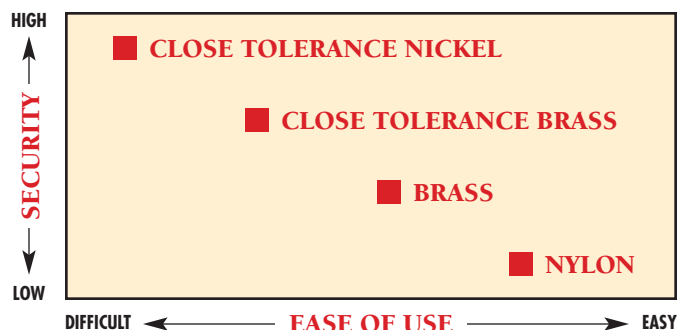 HIGH
CLOSE TOLERANCE NICKEL
CLOSE TOLERANCE BRASS
SECURITY
BRASS
NYLON
LOW
DIFFICULT
EASE OF USE
EASY